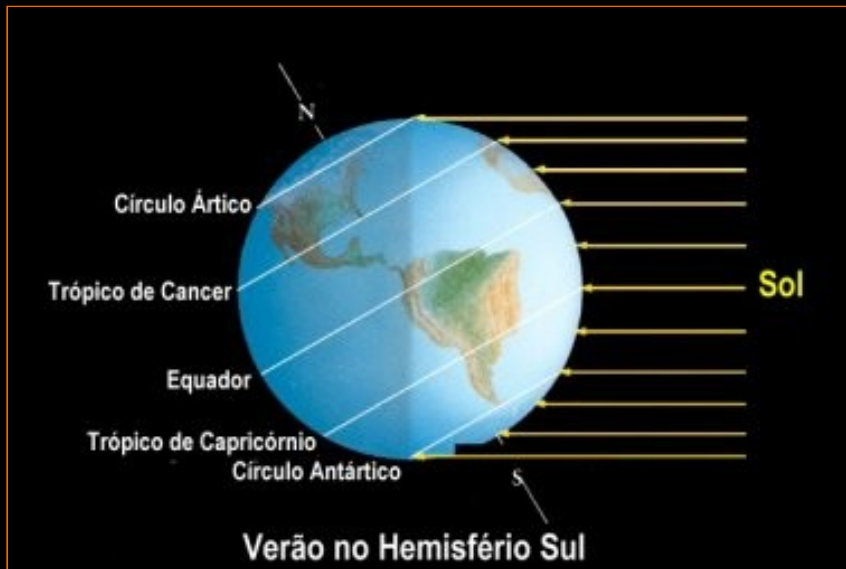 N
Círculo Ártico
Trópico de Cancer
Sol
Equador
Trópico de Capricórnio
Círculo Antártico
S
Verão no Hemisfério Sul